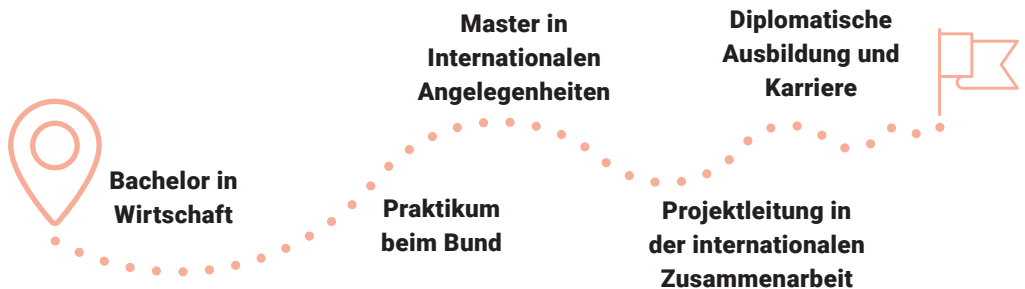 Bachelor in
Wirtschaft
Praktikum
beim Bund
Master in
Internationalen
Angelegenheiten
Projektleitung in
der internationalen
Zusammenarbeit
Diplomatische
Ausbildung und
Karriere